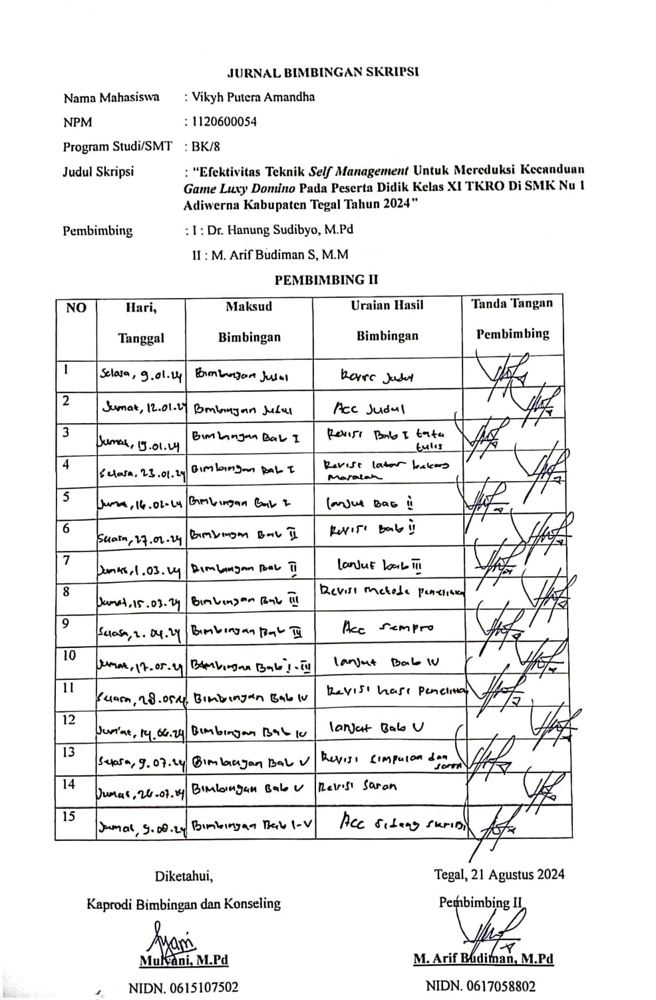 JURNAL BIMBINGAN SKRIPSI
Nama Mahasiswa : Vikyh Putera Amandha
NPM : 1120600054
Program Studi/SMT : BK/8
Judul Skripsi : "Efektivitas Teknik Self Management Untuk Mereduksi Kecanduan
Game Luxy Domino Pada Peserta Didik Kelas XI TKRO Di SMK Nu 1
Adiwerna Kabupaten Tegal Tahun 2024"
Pembimbing : I : Dr. Hanung Sudibyo, M.Pd
II : M. Arif Budiman S, M.M
PEMBIMBING II
NO Hari, Maksud Uraian Hasil Tanda Tangan
Tanggal Bimbingan Bimbingan Pembimbing
1 Selasa, 9.01.24 Bimbingan Judul Judul
2 Jumat, 12.01.24 Bimbingan Judul Acc Judul
3 Jumat, 19.01.24 Bimbingan Bab I Revisi Bab I tata
tulis
4 Selasa, 23.01.24 Bimbingan Bab I Revisi latar belakang
Masalah
5 Jumat, 16.02.24 Bimbingan Bab I lanjut Bab II
6 Selasa, 27.02.24 Bimbingan Bab II Revisi Bab II
7 Jumat, 1.03.24 Bimbingan Bab II lanjut bab III
8 Jumat, 15.03.24 Bimbingan Bab III Revisi metode penelitian
9 Selasa, 2.04.24 Bimbingan Bab III Acc sempro
10 Jumat, 17.05.24 Bimbingan Bab I-III lanjut Bab IV
11 Selasa, 28.05.24 Bimbingan Bab IV Revisi hasil penelitian
12 Jum'at, 14.06.24 Bimbingan Bab IV lanjut Bab V
13 Selasa, 9.07.24 Bimbingan Bab V Revisi simpulan dan
saran
14 Jumat, 26.07.24 Bimbingan Bab V Revisi saran
15 Jumat, 9.08.24 Bimbingan Bab I-V Acc sidang skripsi
Diketahui, Tegal, 21 Agustus 2024
Kaprodi Bimbingan dan Konseling Pembimbing II
Mulyani, M.Pd M. Arif Budiman, M.Pd
NIDN. 0615107502 NIDN. 0617058802